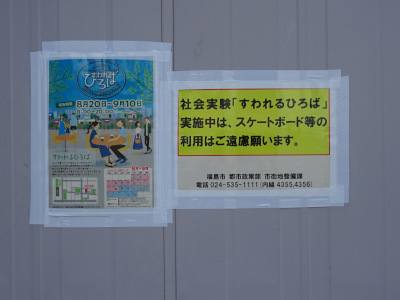 すわれる
ひろば
8月20日~9月10日
すわれるひろば
社会実験「すわれるひろば」
実施中は、スケートボード等の
利用はご遠慮願います。
福島市 都市政策部 市街地整備課
電話 024-535-1111(内線 4355,4356)